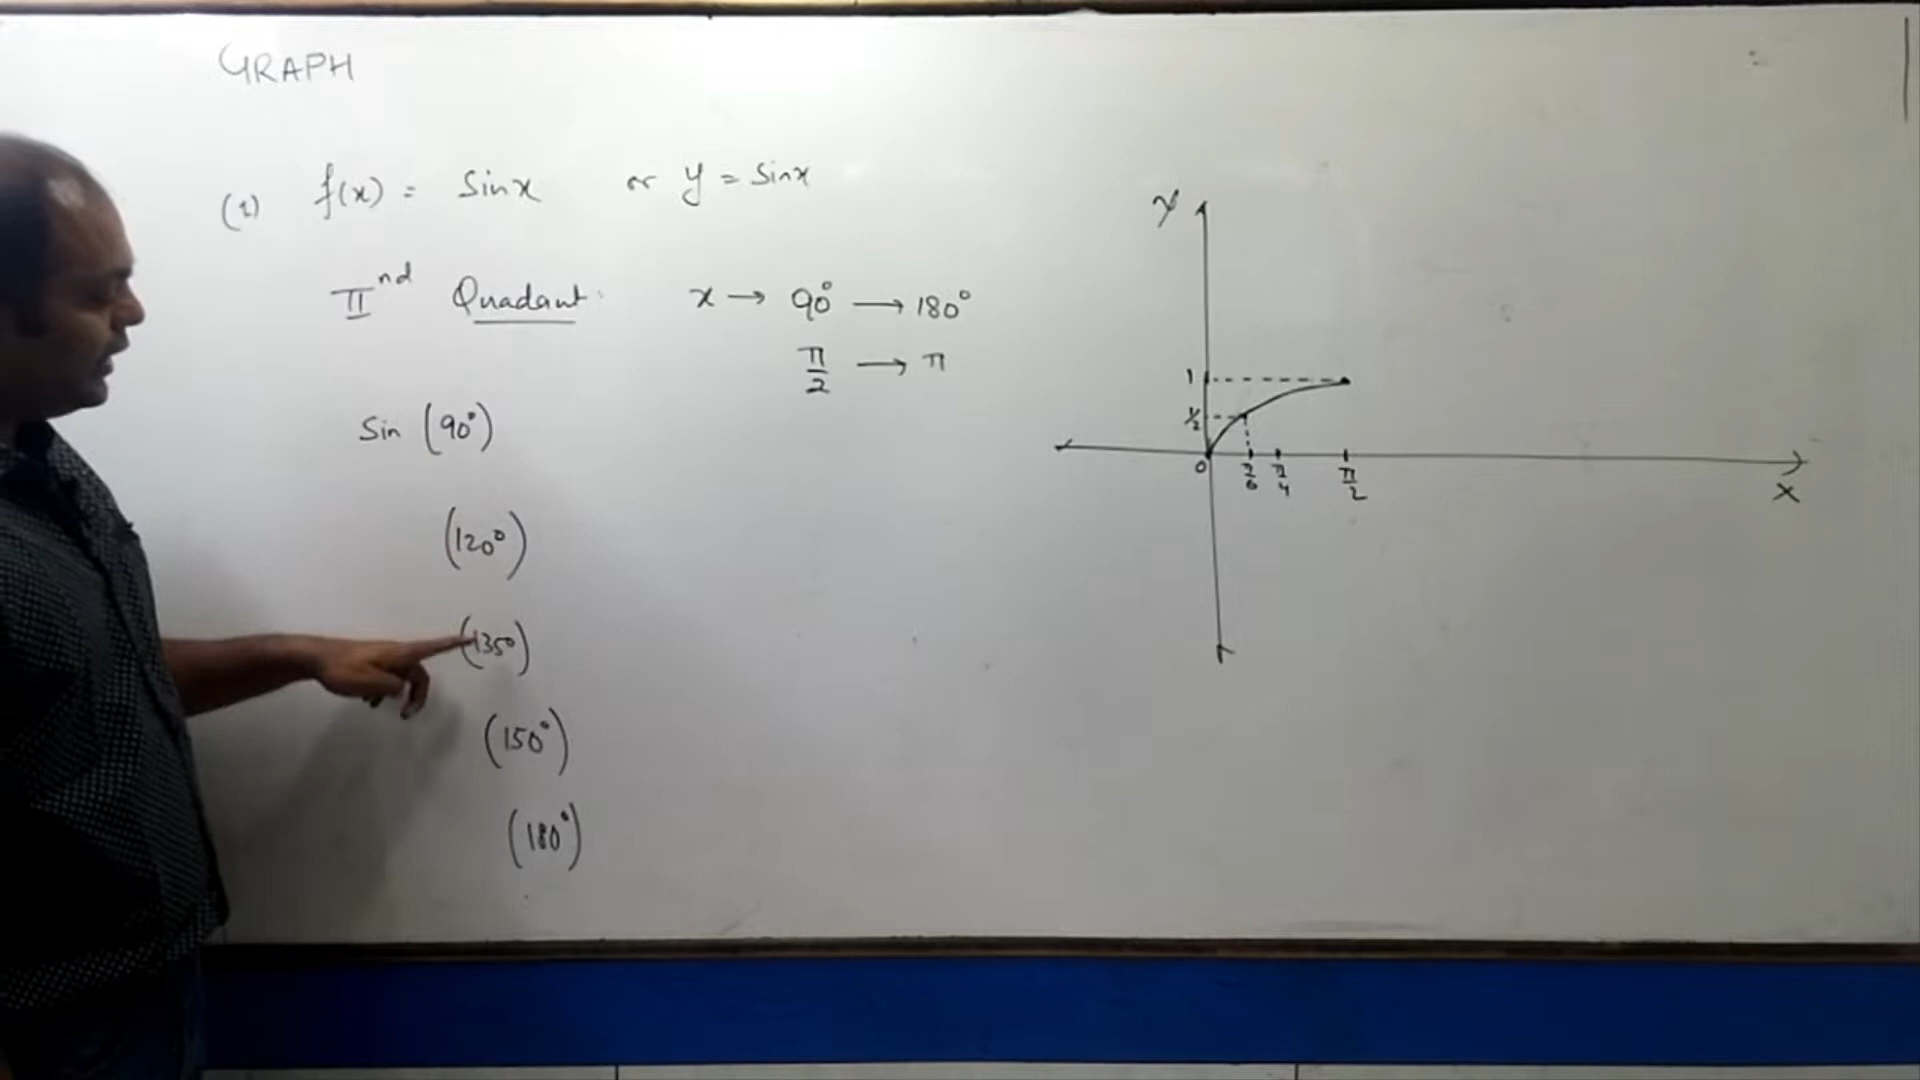 GRAPH
(1) f(x) = Sinx or y = Sinx
II nd Quadant: x → 90° → 180°
π/2 → π
Sin (90°)
(120°)
(135°)
(150°)
(180°)
y
1
1/2
0 π/6 π/4 π/2
X